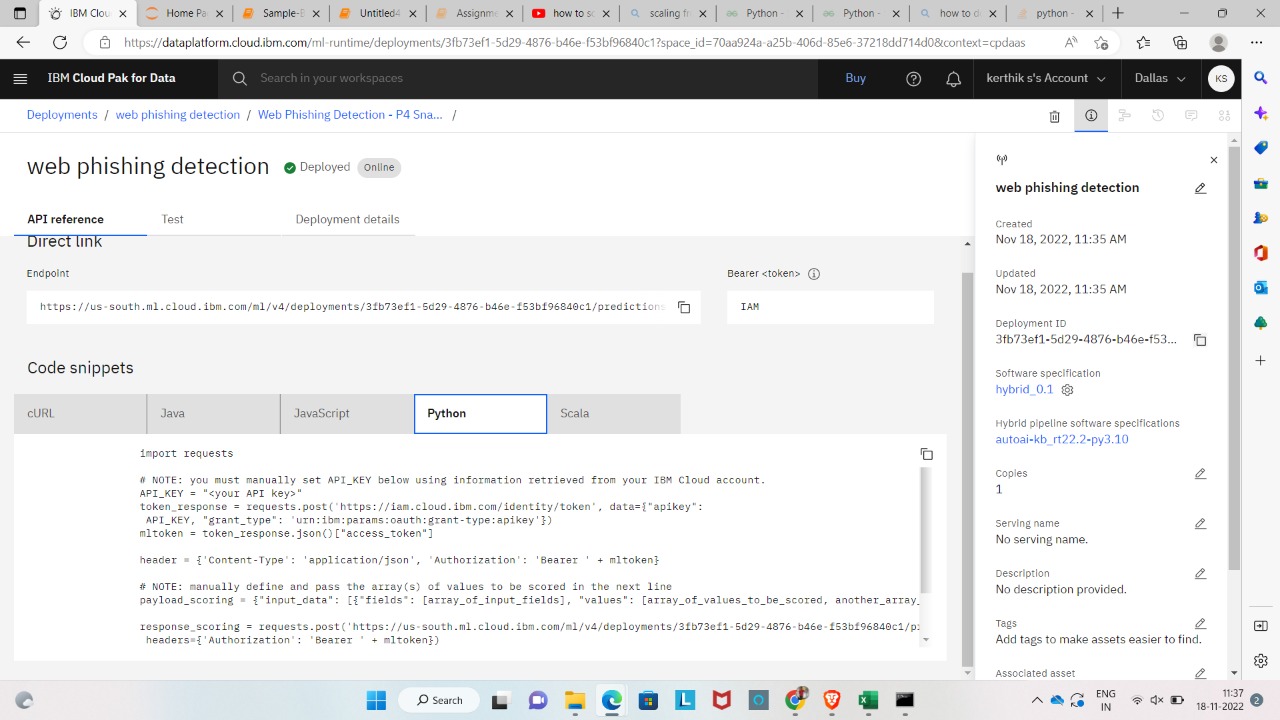 IBM Clou
Home Pa
Sample-B
Untitled4
Assignme
how to sc
scaling fr
Python -
Python -
how to d
python -
https://dataplatform.cloud.ibm.com/ml-runtime/deployments/3fb73ef1-5d29-4876-b46e-f53bf96840c1?space_id=70aa924a-a25b-406d-85e6-37218dd714d0&context=cpdaas
IBM Cloud Pak for Data
Search in your workspaces
Buy
kerthik s's Account
Dallas
KS
Deployments / web phishing detection / Web Phishing Detection - P4 Sna... /
web phishing detection
Deployed
Online
API reference
Test
Deployment details
Direct link
Endpoint
Bearer <token>
https://us-south.ml.cloud.ibm.com/ml/v4/deployments/3fb73ef1-5d29-4876-b46e-f53bf96840c1/predictions
IAM
Code snippets
cURL
Java
JavaScript
Python
Scala
import requests
# NOTE: you must manually set API_KEY below using information retrieved from your IBM Cloud account.
API_KEY = "<your API key>"
token_response = requests.post('https://iam.cloud.ibm.com/identity/token', data={"apikey":
API_KEY, "grant_type": 'urn:ibm:params:oauth:grant-type:apikey'})
mltoken = token_response.json()["access_token"]
header = {'Content-Type': 'application/json', 'Authorization': 'Bearer ' + mltoken}
# NOTE: manually define and pass the array(s) of values to be scored in the next line
payload_scoring = {"input_data": [{"fields": [array_of_input_fields], "values": [array_of_values_to_be_scored, another_array_
response_scoring = requests.post('https://us-south.ml.cloud.ibm.com/ml/v4/deployments/3fb73ef1-5d29-4876-b46e-f53bf96840c1/pr
headers={'Authorization': 'Bearer ' + mltoken})
web phishing detection
Created
Nov 18, 2022, 11:35 AM
Updated
Nov 18, 2022, 11:35 AM
Deployment ID
3fb73ef1-5d29-4876-b46e-f53...
Software specification
hybrid_0.1
Hybrid pipeline software specifications
autoai-kb_rt22.2-py3.10
Copies
1
Serving name
No serving name.
Description
No description provided.
Tags
Add tags to make assets easier to find.
Associated asset
Search
ENG
IN
11:37
18-11-2022
2